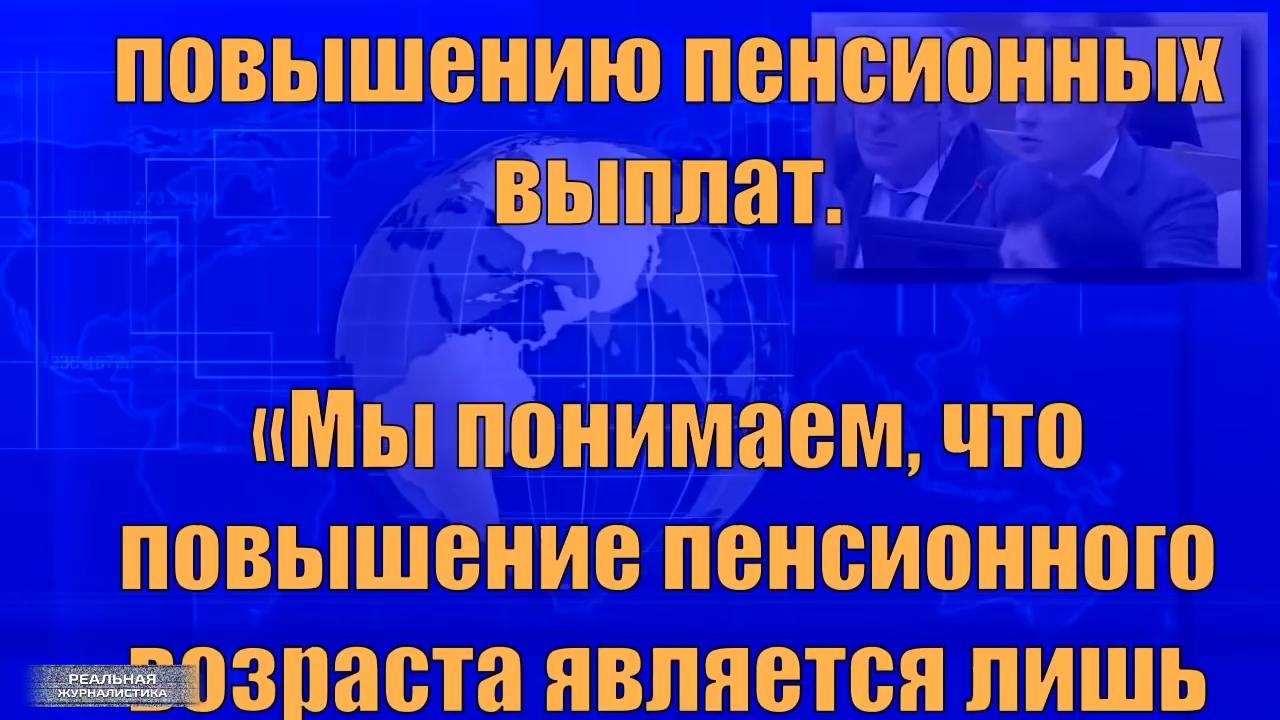 повышению пенсионных
выплат.
«Мы понимаем, что
повышение пенсионного
возраста является лишь
РЕАЛЬНАЯ
ЖУРНАЛИСТИКА